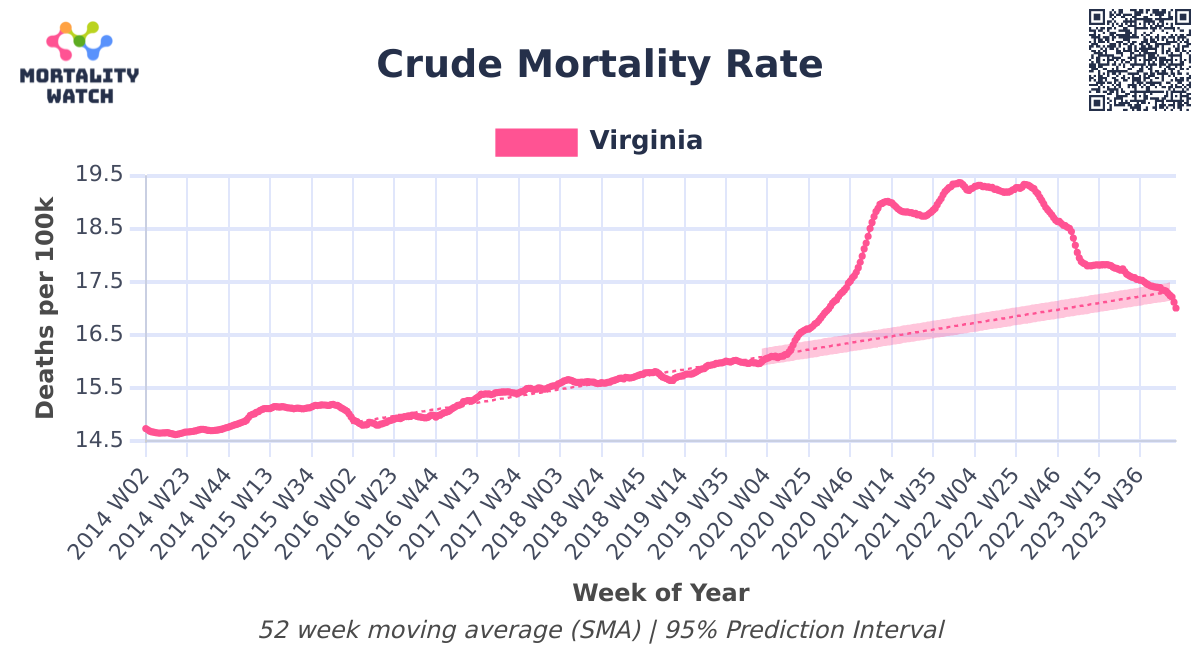 MORTALITY
WATCH
Crude Mortality Rate
Virginia
Deaths per 100k
19.5
18.5
17.5
16.5
15.5
14.5
2014 W02
2014 W23
2014 W44
2015 W13
2015 W34
2016 W02
2016 W23
2016 W44
2017 W13
2017 W34
2018 W03
2018 W24
2018 W45
2019 W14
2019 W35
2020 W04
2020 W25
2020 W46
2021 W14
2021 W35
2022 W04
2022 W25
2022 W46
2023 W15
2023 W36
Week of Year
52 week moving average (SMA) | 95% Prediction Interval